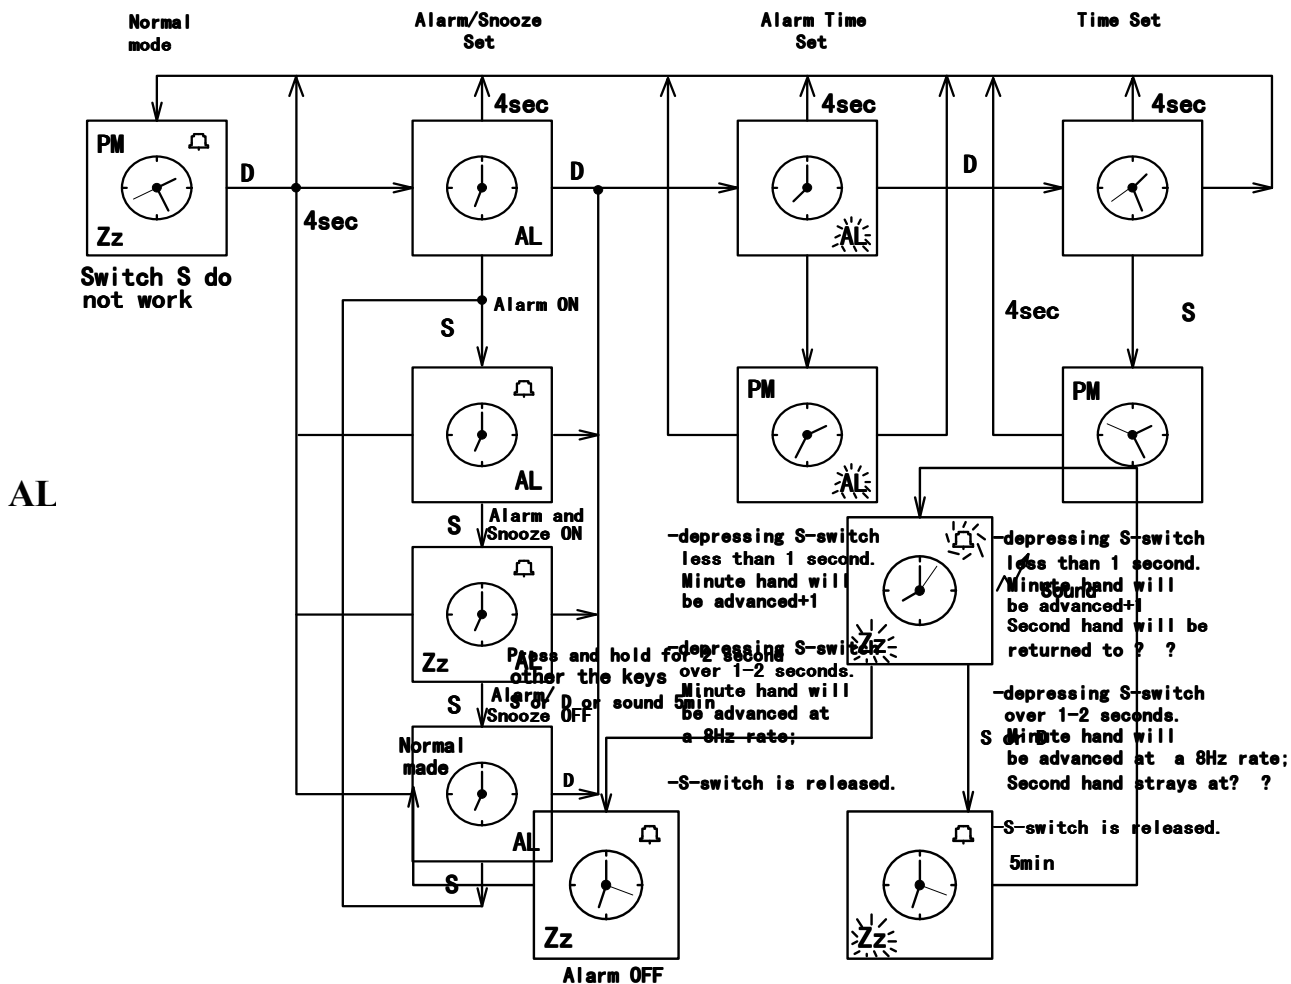 Normal
mode
Alarm/Snooze
Set
Alarm Time
Set
Time Set
4sec
4sec
4sec
PM
Zz
D
4sec
AL
D
AL
D
Switch S do
not work
Alarm ON
S
4sec
S
AL
PM
AL
PM
AL
S
Alarm and
Snooze ON
Zz
AL
S
Alarm/
Snooze OFF
Normal
made
AL
D
S
Press and hold for 2 second
other the keys
S or D or sound 5min
-depressing S-switch
less than 1 second.
Minute hand will
be advanced+1
-depressing S-switch
over 1-2 seconds.
Minute hand will
be advanced at
a 8Hz rate;
-S-switch is released.
Zz
Sound
-depressing S-switch
less than 1 second.
Minute hand will
be advanced+1
Second hand will be
returned to ? ?
-depressing S-switch
over 1-2 seconds.
Minute hand will
be advanced at a 8Hz rate;
Second hand strays at? ?
-S-switch is released.
S or D
5min
Zz
Alarm OFF
Zz